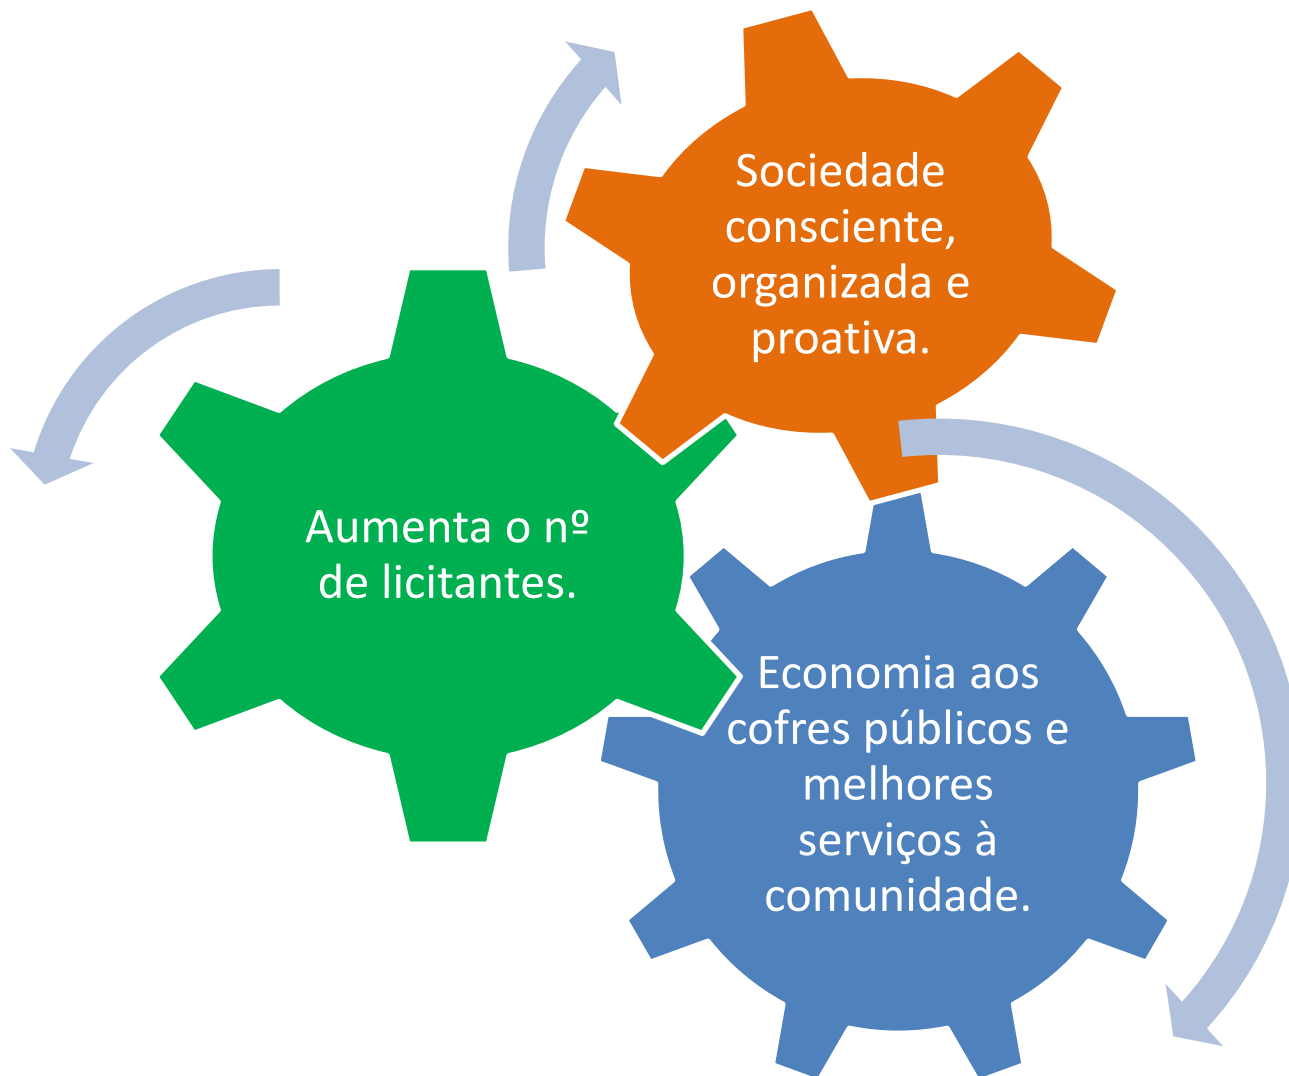 Sociedade
consciente,
organizada e
proativa.
Aumenta o nº
de licitantes.
Economia aos
cofres públicos e
melhores
serviços à
comunidade.